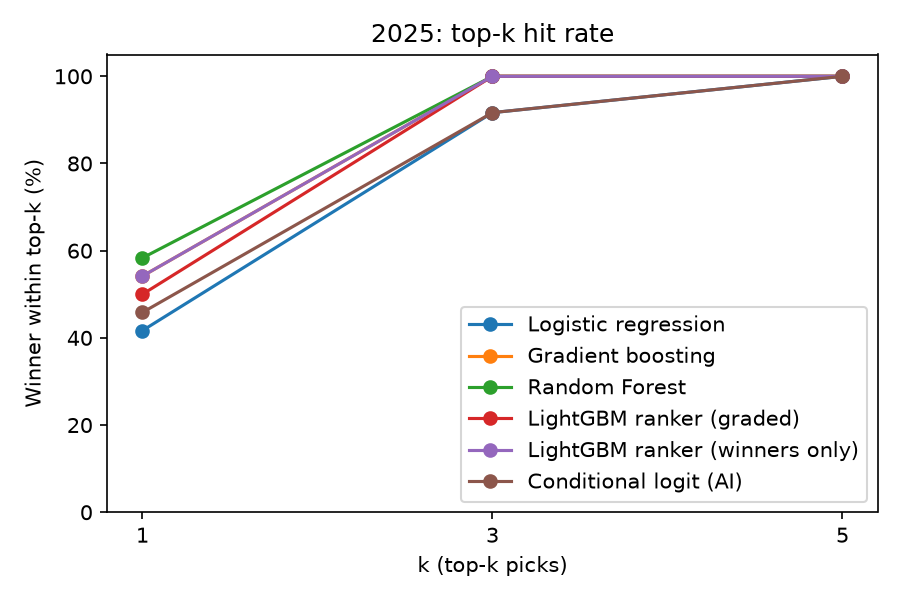 2025: top-k hit rate
Winner within top-k (%)
100
80
60
40
20
0
Logistic regression
Gradient boosting
Random Forest
LightGBM ranker (graded)
LightGBM ranker (winners only)
Conditional logit (AI)
1
3
5
k (top-k picks)